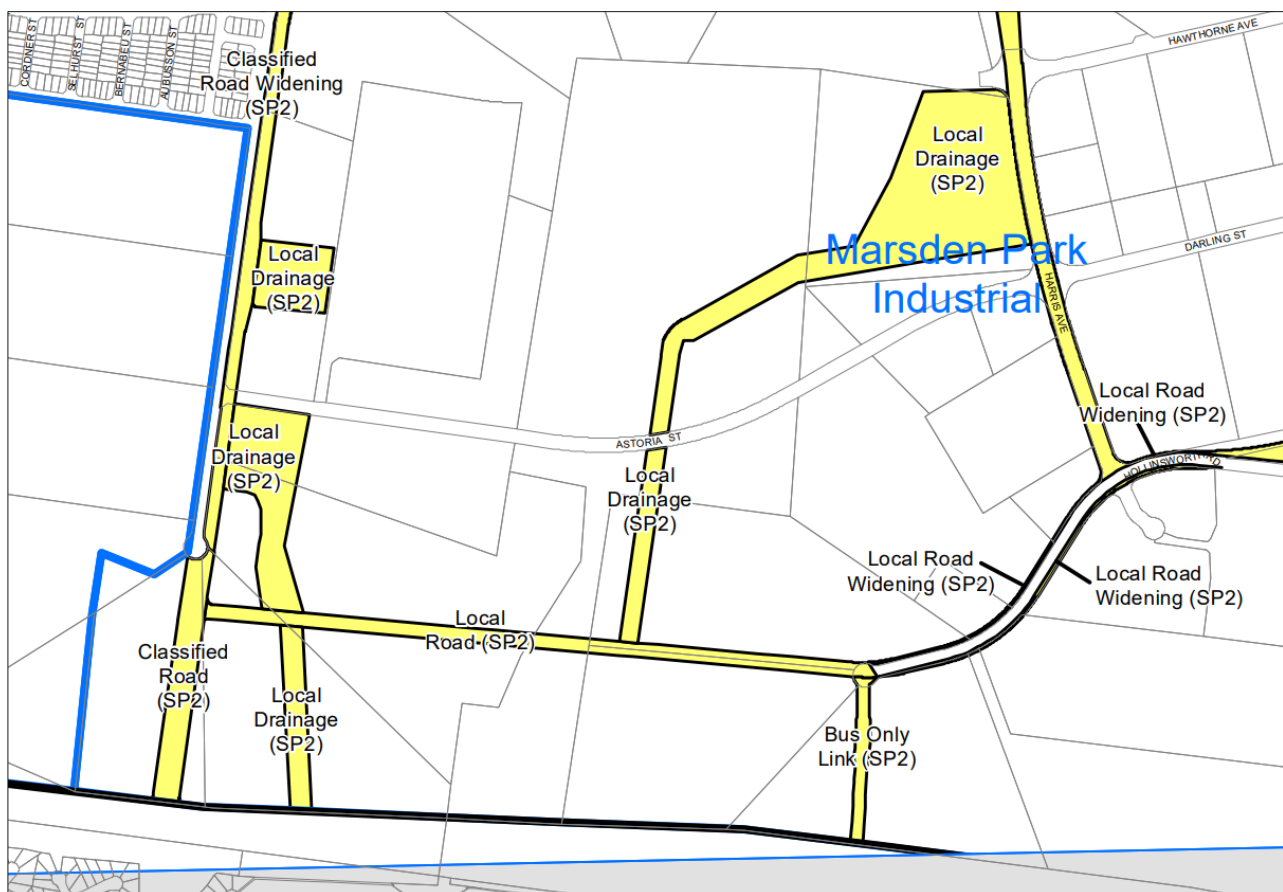 CORDNER ST
SELHURST ST
BERNABEU ST
AUBUSSON ST
HAWTHORNE AVE
Classified
Road Widening
(SP2)
Local
Drainage
(SP2)
DARLING ST
Marsden Park
Industrial
Local
Drainage
(SP2)
HARRIS AVE
Local Road
Widening (SP2)
Local
Drainage
(SP2)
ASTORIA ST
HOLLINSWORTH RD
Local
Drainage
(SP2)
Local Road
Widening (SP2)
Local Road
Widening (SP2)
Local
Road (SP2)
Classified
Road
(SP2)
Local
Drainage
(SP2)
Bus Only
Link (SP2)